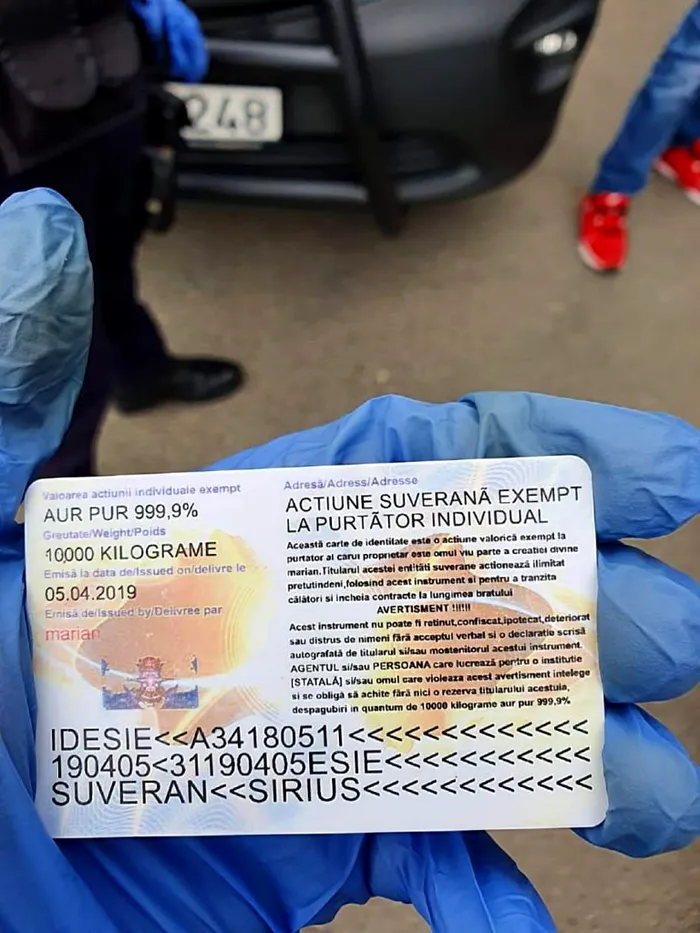 248
Valoarea actiunii individuale exempt
AUR PUR 999,9%
Greutate/Weight/Poids
10000 KILOGRAME
Emisă la data de/Issued on/delivre le
05.04.2019
Emisă de/Issued by/Delivree par
marian
Adresă/Address/Adresse
ACTIUNE SUVERANÃ EXEMPT
LA PURTÃTOR INDIVIDUAL
Această carte de identitate este o actiune valorică exempt la
purtator al cărui proprietar este omul viu parte a creatiei divine
marian.Titularul acestei entități suverane actionează ilimitat
pretutindeni,folosind acest instrument si pentru a tranzita
călători si incheia contracte la lungimea bratului
AVERTISMENT !!!!!
Acest instrument nu poate fi retinut,confiscat,ipotecat,deteriorat
sau distrus de nimeni fără acceptul verbal si o declaratie scrisă
autografată de titularul si/sau mostenitorul acestui instrument.
AGENTUL si/sau PERSOANA care lucrează pentru o institutie
[STATALĂ] si/sau omul care violeaza acest avertisment intelege
si se obligă să achite fără nici o rezerva titularului acestuia,
despagubiri in quantum de 10000 kilograme aur pur 999,9%
IDESIE<<A34180511<<<<<<<<<<<<<
190405<31190405ESIE<<<<<<<<<<<
SUVERAN<<SIRIUS<<<<<<<<<<<<